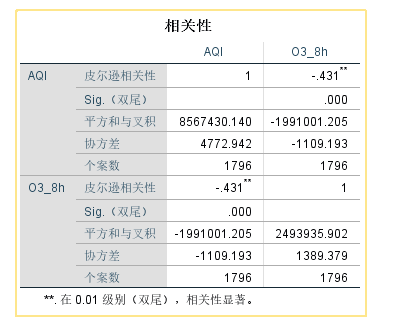 相关性
AQI O3_8h
AQI 皮尔逊相关性 1 -.431**
Sig.（双尾） .000
平方和与叉积 8567430.140 -1991001.205
协方差 4772.942 -1109.193
个案数 1796 1796
O3_8h 皮尔逊相关性 -.431** 1
Sig.（双尾） .000
平方和与叉积 -1991001.205 2493935.902
协方差 -1109.193 1389.379
个案数 1796 1796
**. 在 0.01 级别（双尾），相关性显著。